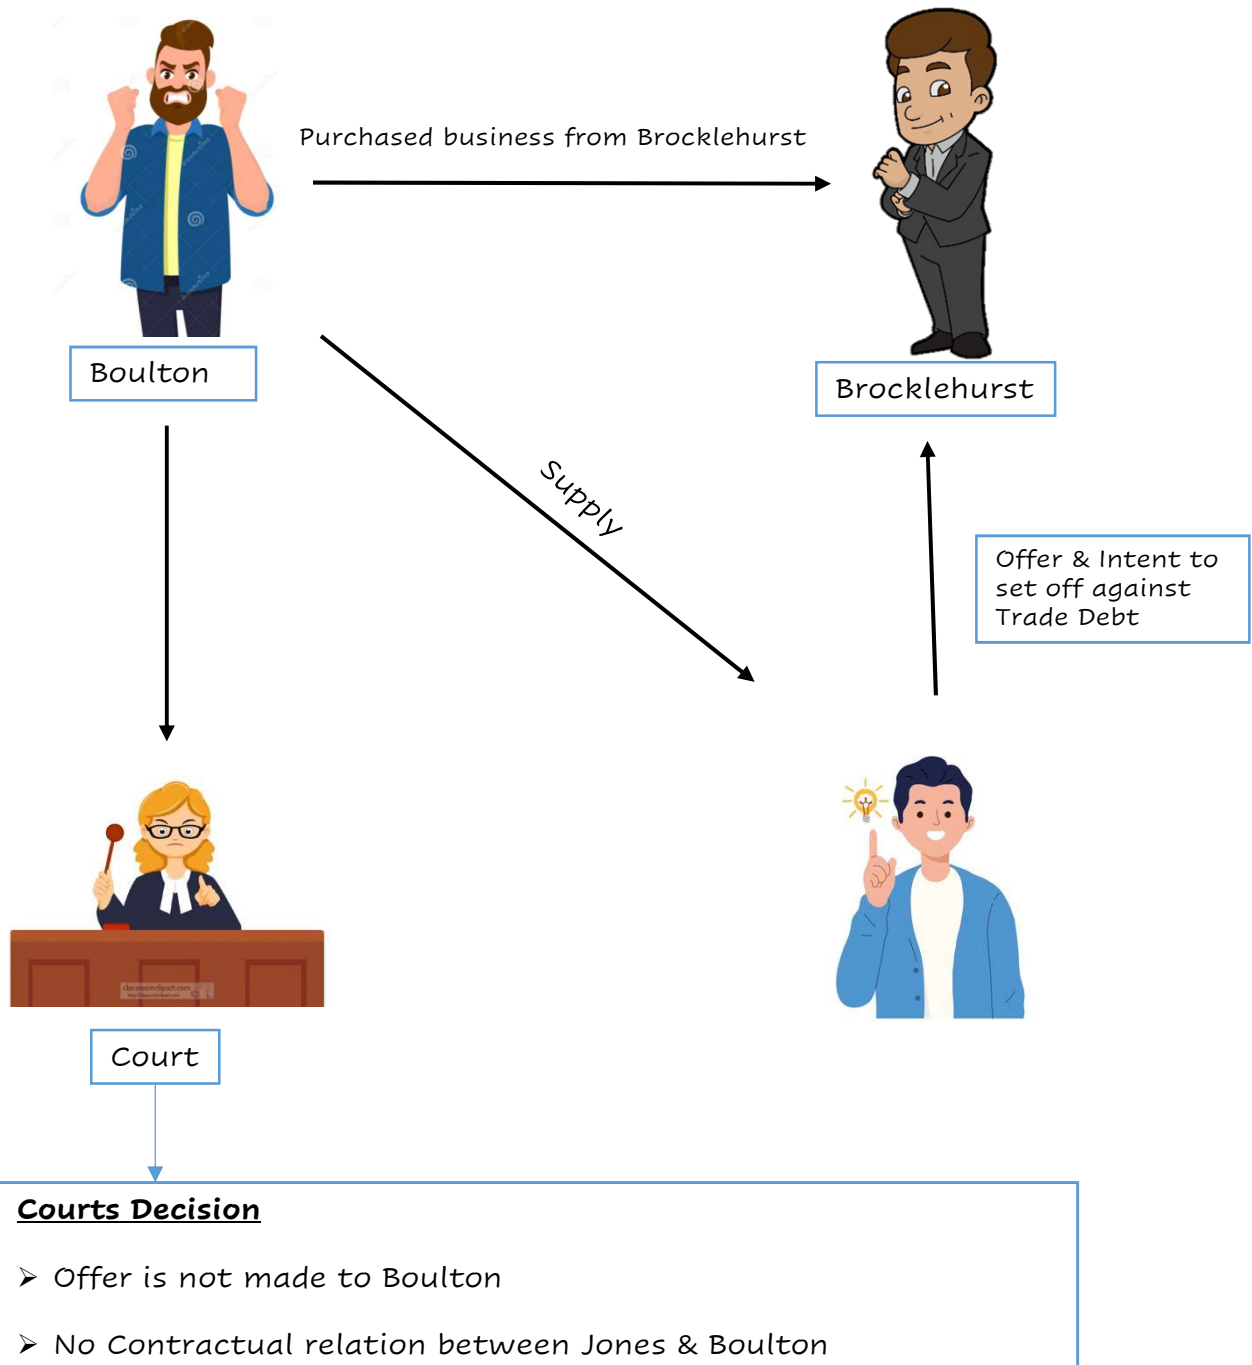 Purchased business from Brocklehurst
Boulton
Brocklehurst
Supply
Offer & Intent to
set off against
Trade Debt
Court
Courts Decision
➢ Offer is not made to Boulton
➢ No Contractual relation between Jones & Boulton